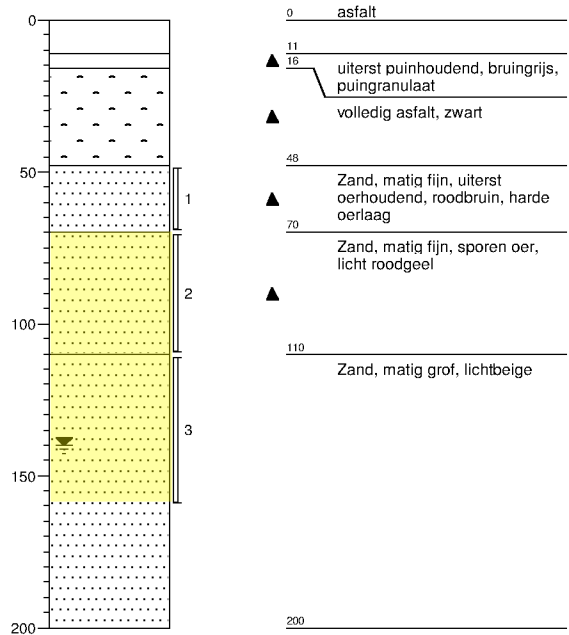 0
asfalt
0
11
16
uiterst puinhoudend, bruingrijs,
puingranulaat
volledig asfalt, zwart
48
50
Zand, matig fijn, uiterst
oerhoudend, roodbruin, harde
oerlaag
1
70
Zand, matig fijn, sporen oer,
licht roodgeel
2
100
110
Zand, matig grof, lichtbeige
3
150
200
200